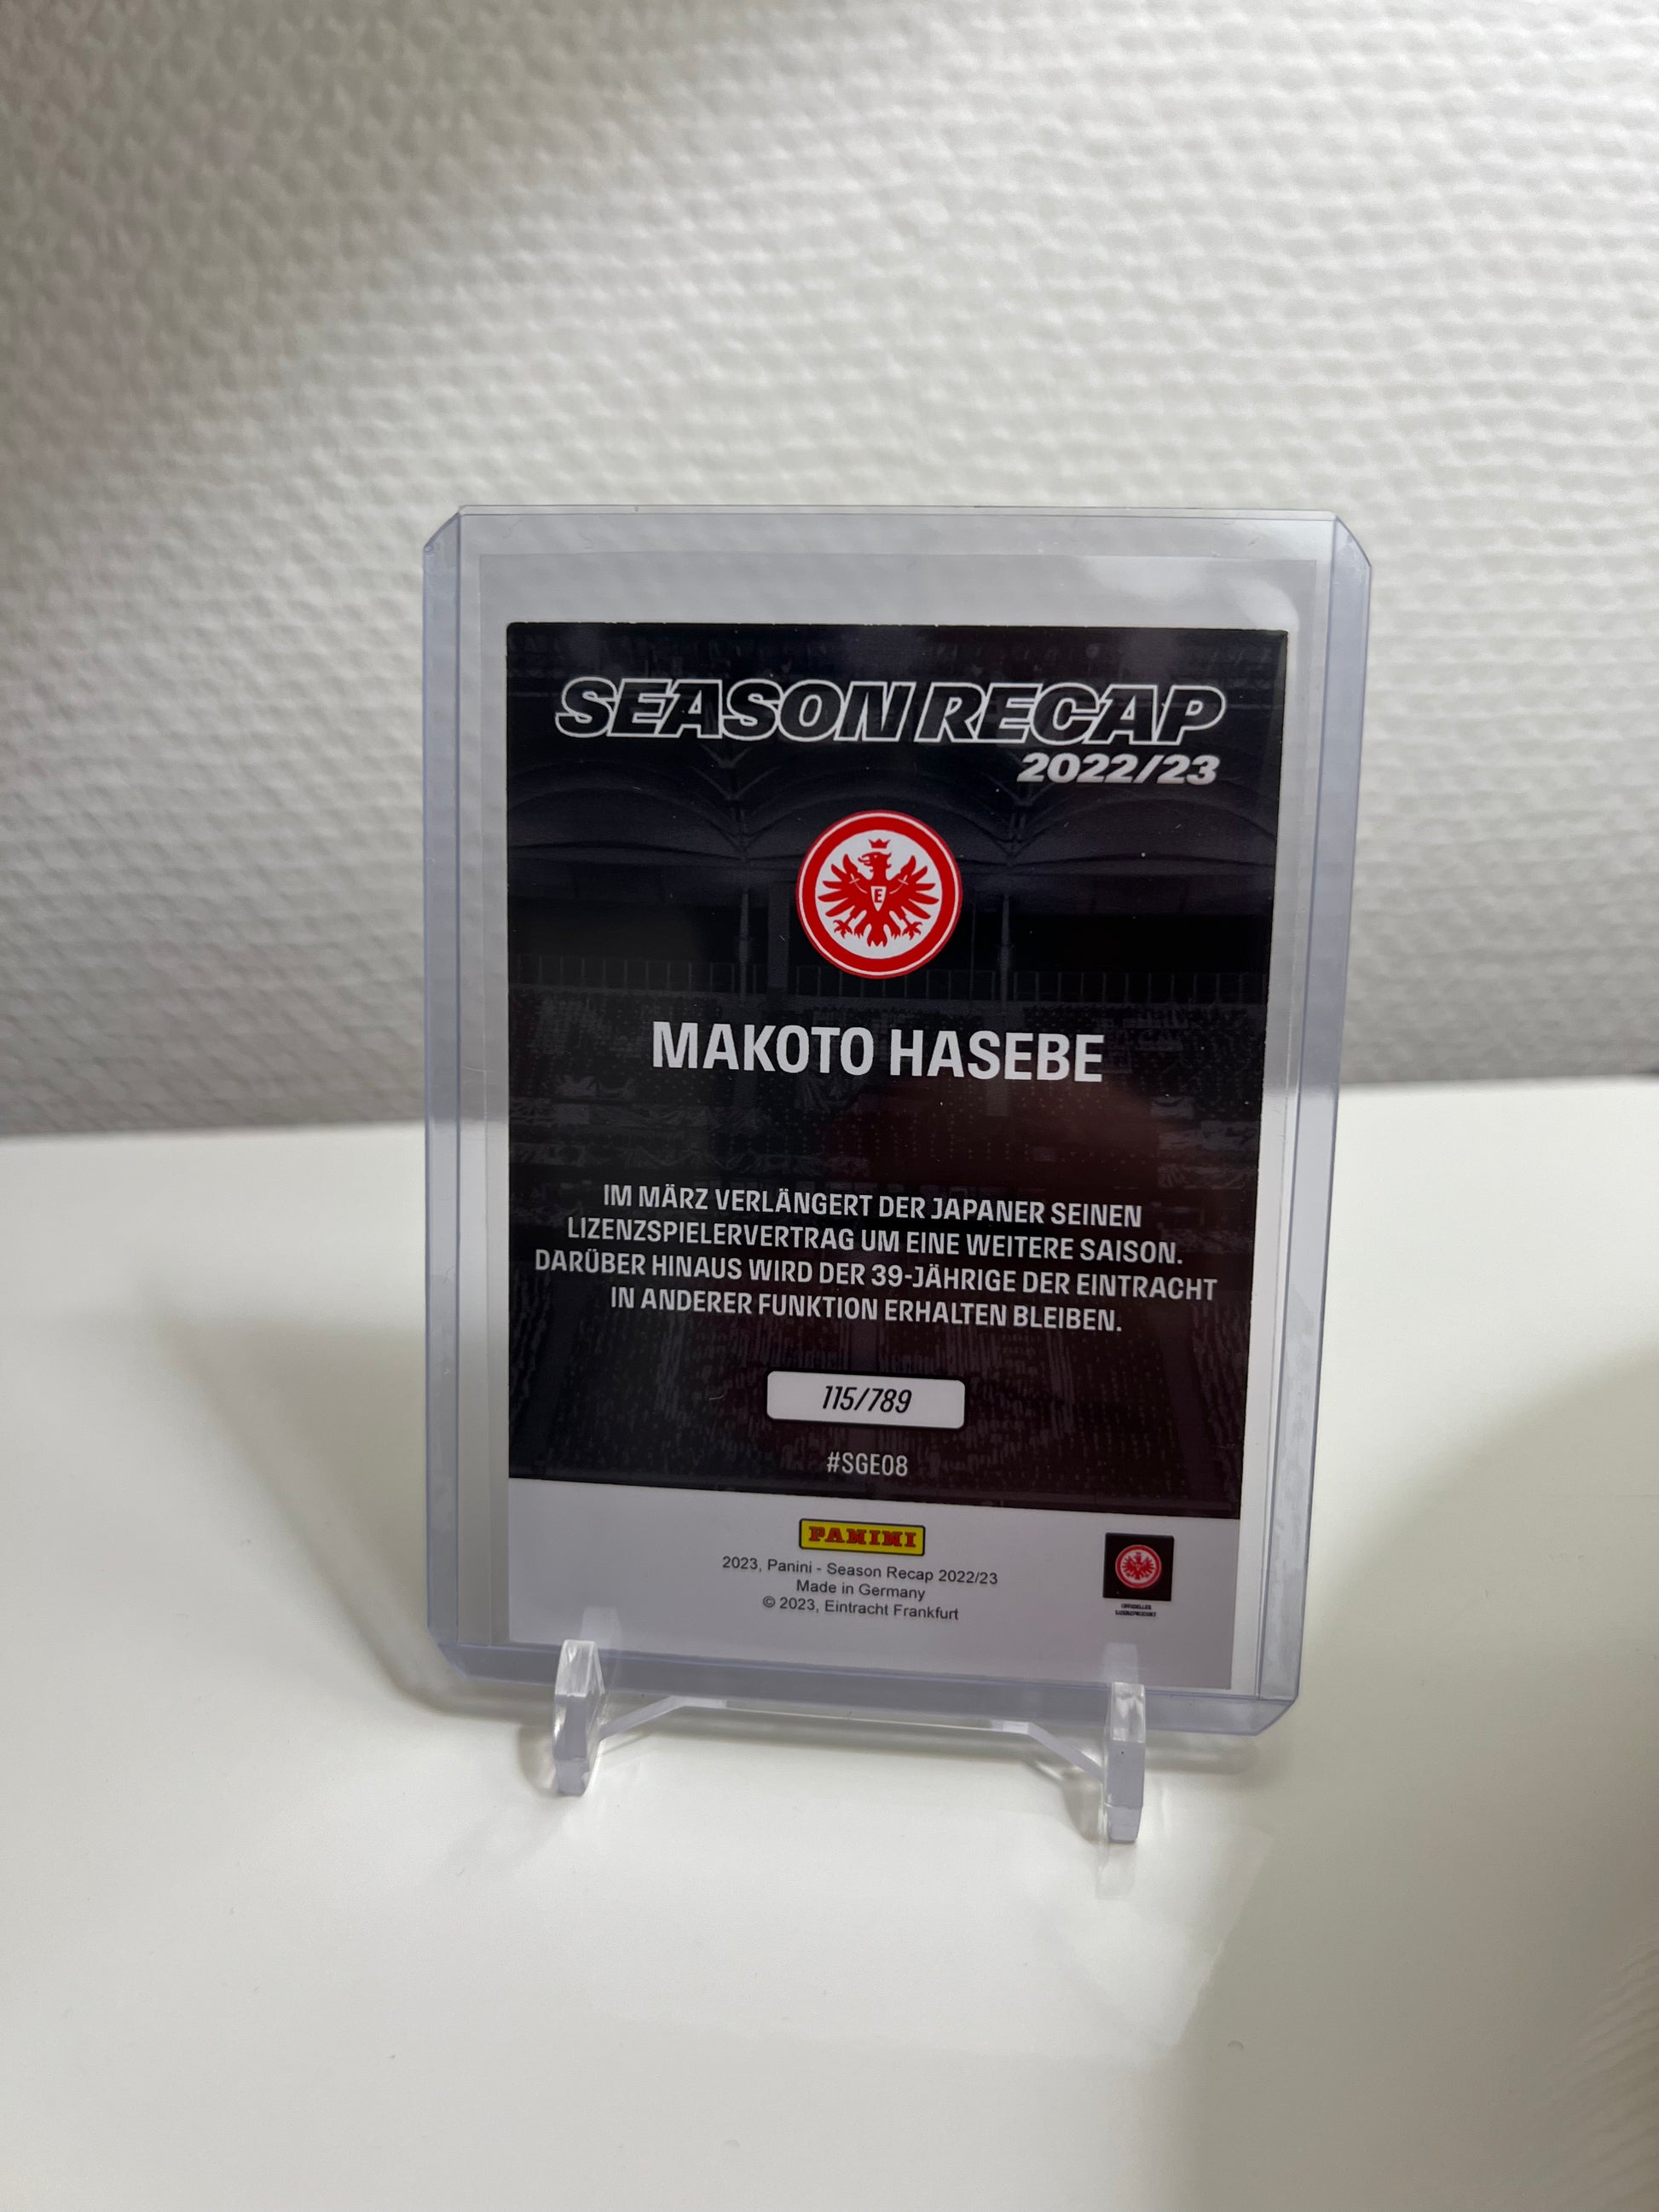 SEASON RECAP
2022/23
E
MAKOTO HASEBE
IM MÄRZ VERLÄNGERT DER JAPANER SEINEN
LIZENZSPIELERVERTRAG UM EINE WEITERE SAISON.
DARÜBER HINAUS WIRD DER 39-JÄHRIGE DER EINTRACHT
IN ANDERER FUNKTION ERHALTEN BLEIBEN.
115/789
#SGE08
PANINI
2023, Panini - Season Recap 2022/23
Made in Germany
© 2023, Eintracht Frankfurt
OFFIZIELLES
LIZENZPRODUKT